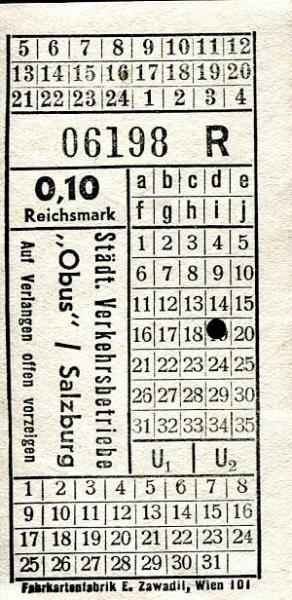 5 6 7 8 9 10 11 12
13 14 15 16 17 18 19 20
21 22 23 24 1 2 3 4
06198 R
0,10
Reichsmark
a b c d e
f g h i j
Städt. Verkehrsbetriebe
„Obus" / Salzburg
Auf Verlangen offen vorzeigen
1 2 3 4 5
6 7 8 9 10
11 12 13 14 15
16 17 18 20
21 22 23 24 25
26 27 28 29 30
31 32 33 34 35
U1 U2
1 2 3 4 5 6 7 8
9 10 11 12 13 14 15 16
17 18 19 20 21 22 23 24
25 26 27 28 29 30 31
Fahrkartenfabrik E. Zawadil, Wien 101